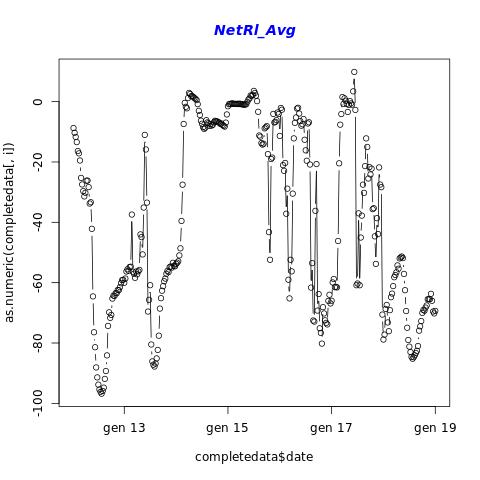 NetRl_Avg
as.numeric(completedata[, i])
0
-20
-40
-60
-80
-100
gen 13
gen 15
gen 17
gen 19
completedata$date